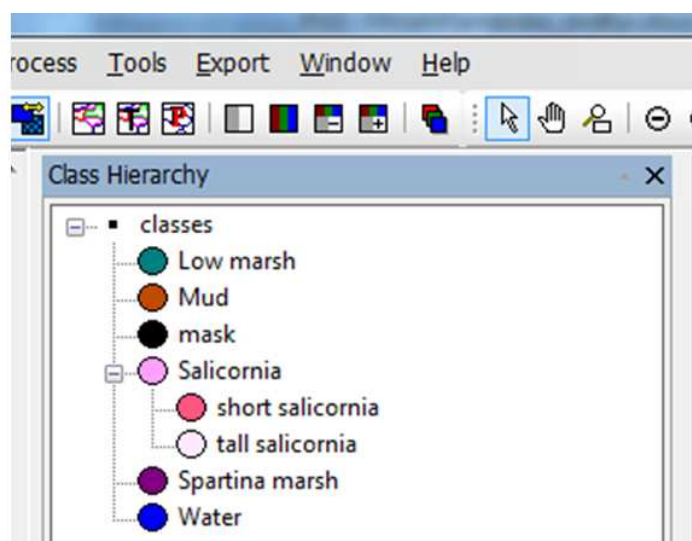 rocess Tools Export Window Help
Class Hierarchy
classes
Low marsh
Mud
mask
Salicornia
short salicornia
tall salicornia
Spartina marsh
Water